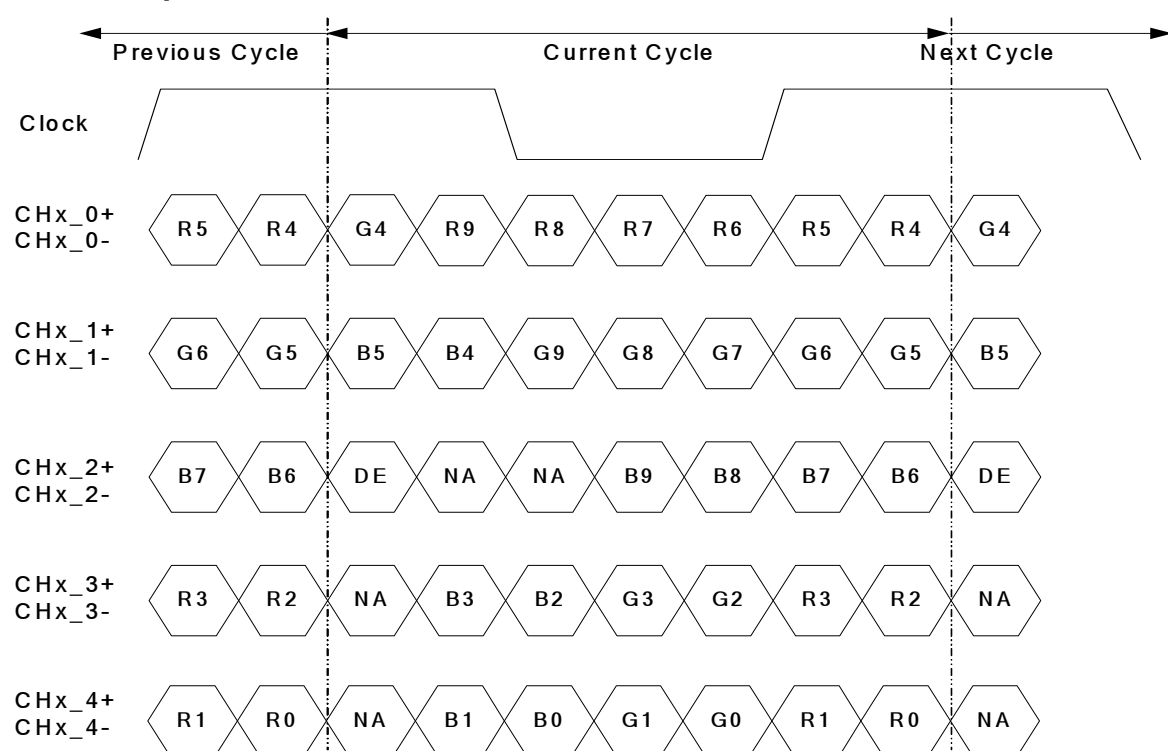 Previous Cycle Current Cycle Next Cycle
Clock
CHx_0+
CHx_0-
R5 R4 G4 R9 R8 R7 R6 R5 R4 G4
CHx_1+
CHx_1-
G6 G5 B5 B4 G9 G8 G7 G6 G5 B5
CHx_2+
CHx_2-
B7 B6 DE NA NA B9 B8 B7 B6 DE
CHx_3+
CHx_3-
R3 R2 NA B3 B2 G3 G2 R3 R2 NA
CHx_4+
CHx_4-
R1 R0 NA B1 B0 G1 G0 R1 R0 NA